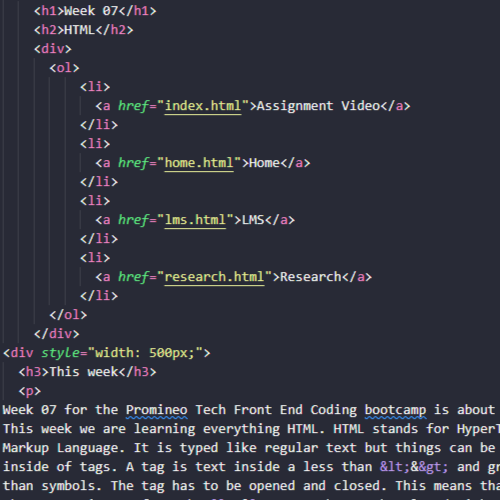 <h1>Week 07</h1>
<h2>HTML</h2>
<div>
<ol>
<li>
<a href="index.html">Assignment Video</a>
</li>
<li>
<a href="home.html">Home</a>
</li>
<li>
<a href="lms.html">LMS</a>
</li>
<li>
<a href="research.html">Research</a>
</li>
</ol>
</div>
<div style="width: 500px;">
<h3>This week</h3>
<p>
Week 07 for the Promineo Tech Front End Coding bootcamp is about
This week we are learning everything HTML. HTML stands for HyperT
Markup Language. It is typed like regular text but things can be
inside of tags. A tag is text inside a less than &lt;&&gt; and gr
than symbols. The tag has to be opened and closed. This means tha